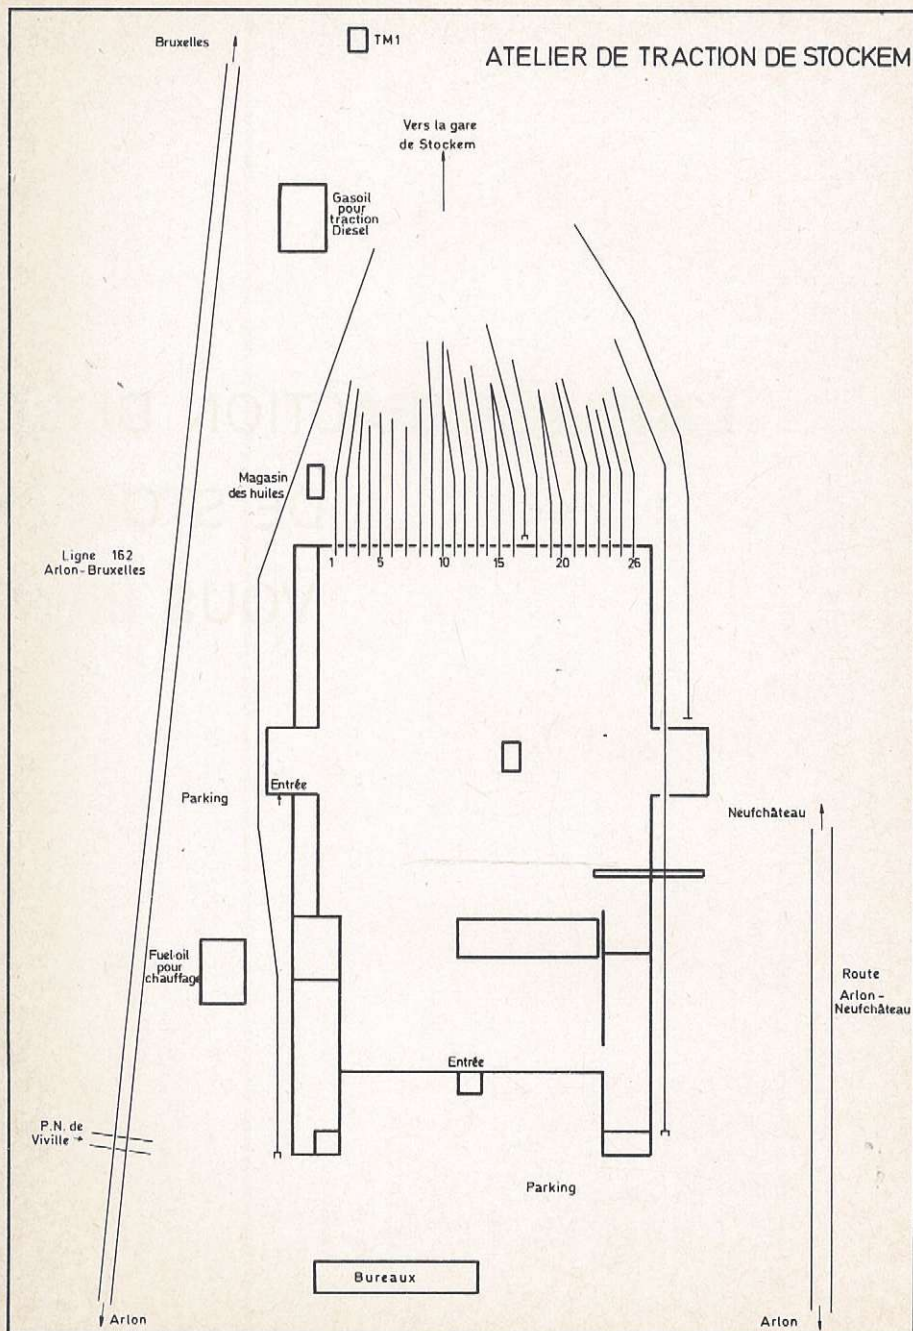 Bruxelles
TM1
ATELIER DE TRACTION DE STOCKEM
Vers la gare
de Stockem
Gasoil
pour
traction
Diesel
Magasin
des huiles
Ligne 162
Arlon-Bruxelles
1 5 10 15 20 26
Entrée
Parking
Neufchâteau
Fuel-oil
pour
chauffage
Route
Arlon-
Neufchâteau
Entrée
P.N. de
Viville
Parking
Bureaux
Arlon
Arlon